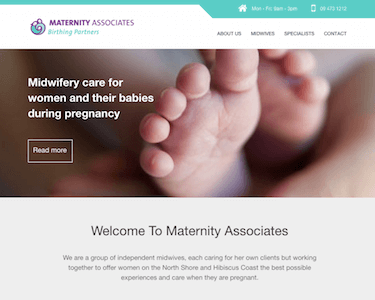 Mon - Fri: 9am - 3pm
09 473 1212
MATERNITY ASSOCIATES
Birthing Partners
ABOUT US
MIDWIVES
SPECIALISTS
CONTACT
Midwifery care for
women and their babies
during pregnancy
Read more
Welcome To Maternity Associates
We are a group of independent midwives, each caring for her own clients but working
together to offer women on the North Shore and Hibiscus Coast the best possible
experiences and care when they are pregnant.